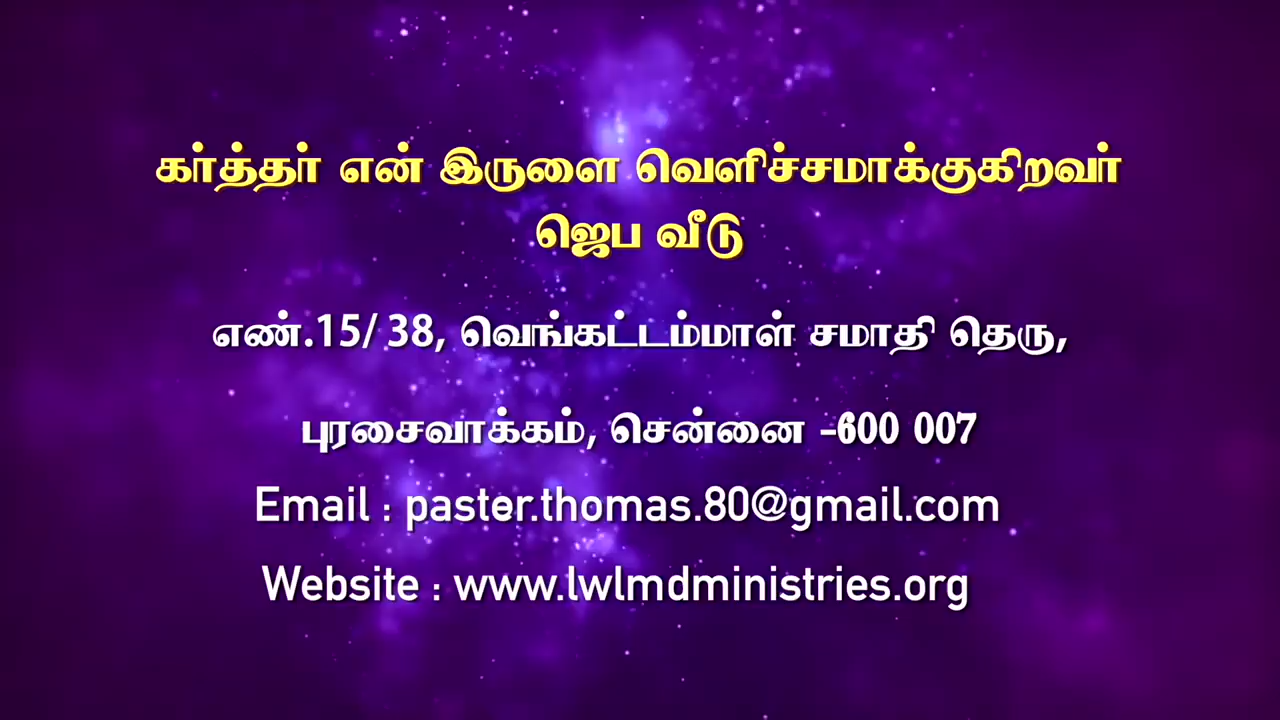 கர்த்தர் என் இருளை வெளிச்சமாக்குகிறவர்
ஜெப வீடு
எண்.15/ 38, வெங்கட்டம்மாள் சமாதி தெரு,
புரசைவாக்கம், சென்னை -600 007
Email : paster.thomas.80@gmail.com
Website : www.lwlmdministries.org